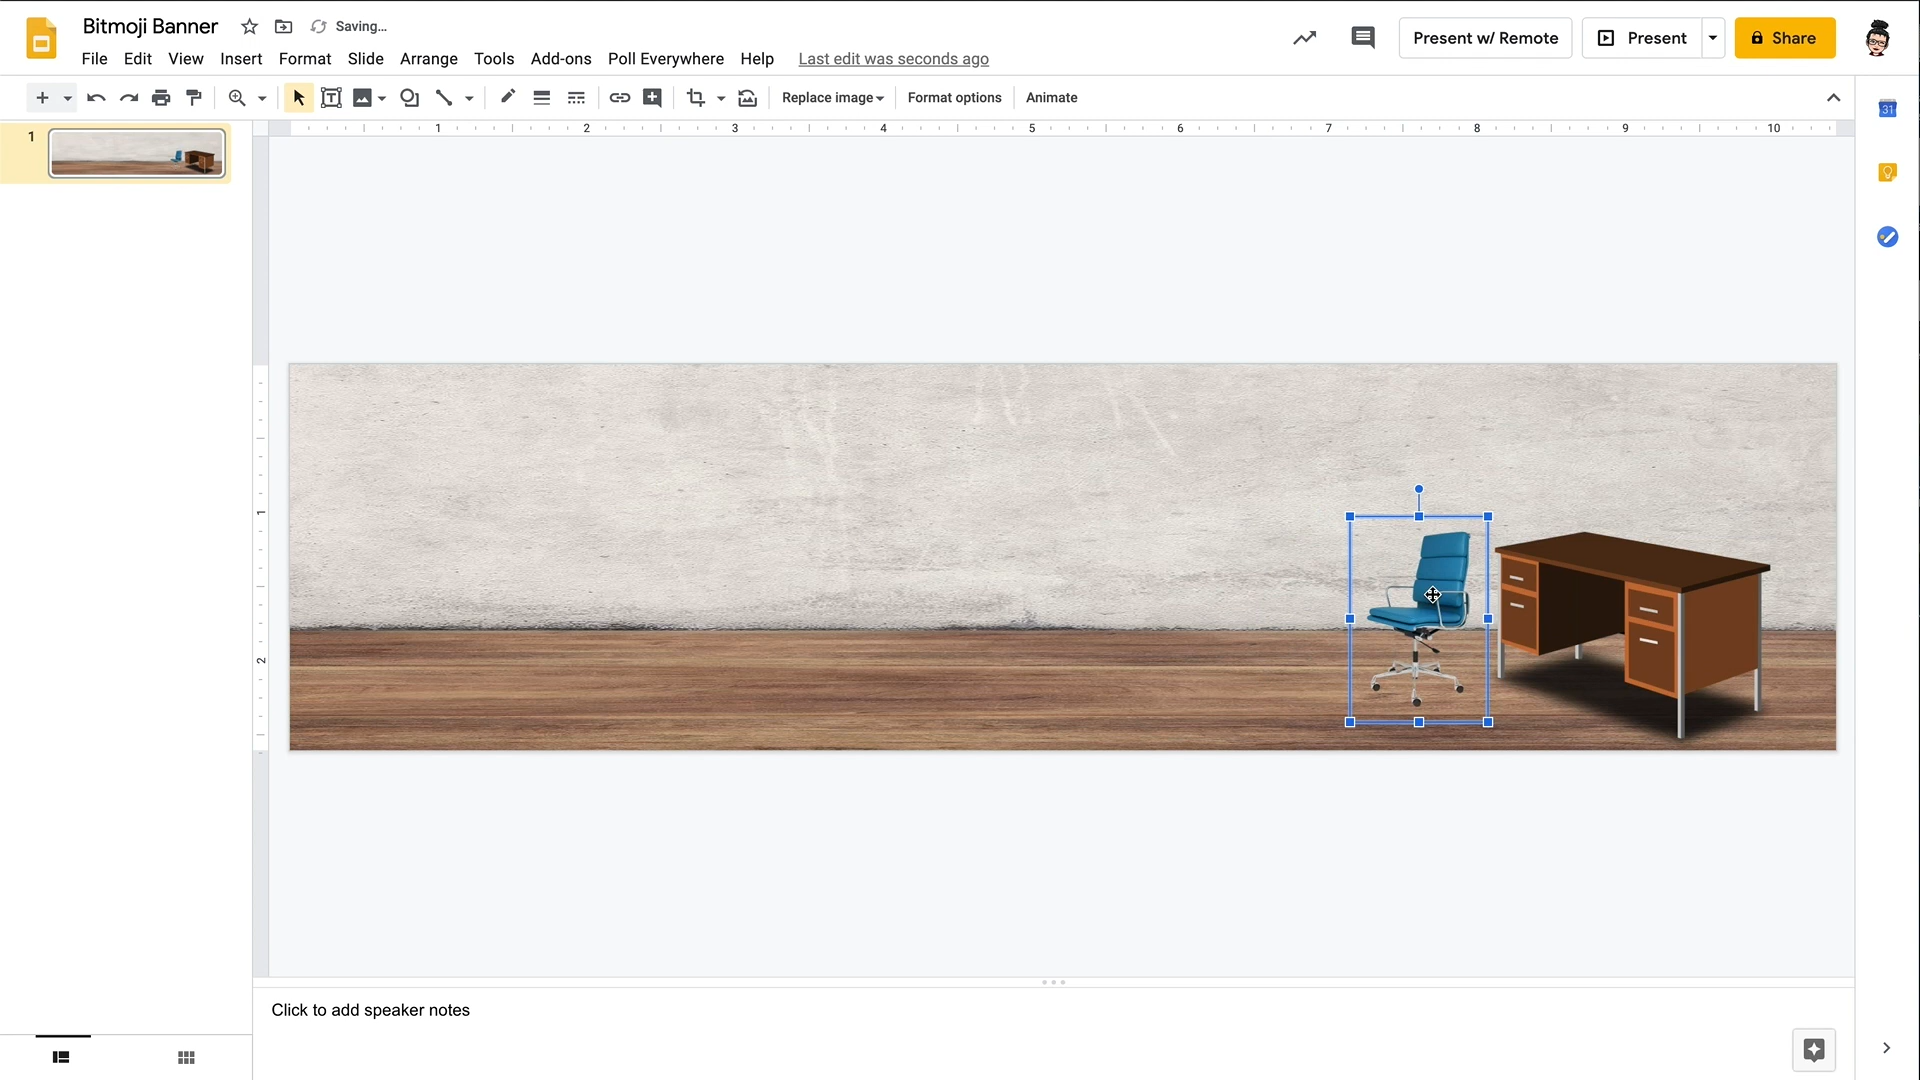 Bitmoji Banner
Saving...
File Edit View Insert Format Slide Arrange Tools Add-ons Poll Everywhere Help Last edit was seconds ago
Present w/ Remote
Present
Share
Replace image
Format options
Animate
31
1
1 2 3 4 5 6 7 8 9 10
1
2
Click to add speaker notes